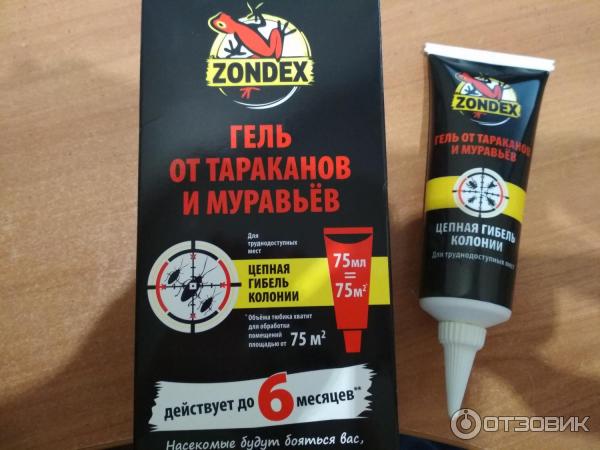 ZONDEX
ГЕЛЬ
ОТ ТАРАКАНОВ
И МУРАВЬЁВ
Для
труднодоступных
мест
ЦЕПНАЯ
ГИБЕЛЬ
КОЛОНИИ
75мл
=
75м²
*Объёма тюбика хватит
для обработки
помещений
площадью от 75 м²
действует до 6 месяцев**
Насекомые будут бояться вас,
ZONDEX
ГЕЛЬ ОТ ТАРАКАНОВ
И МУРАВЬЁВ
ЦЕПНАЯ ГИБЕЛЬ
КОЛОНИИ
Для труднодоступных мест
ОТЗОВИК